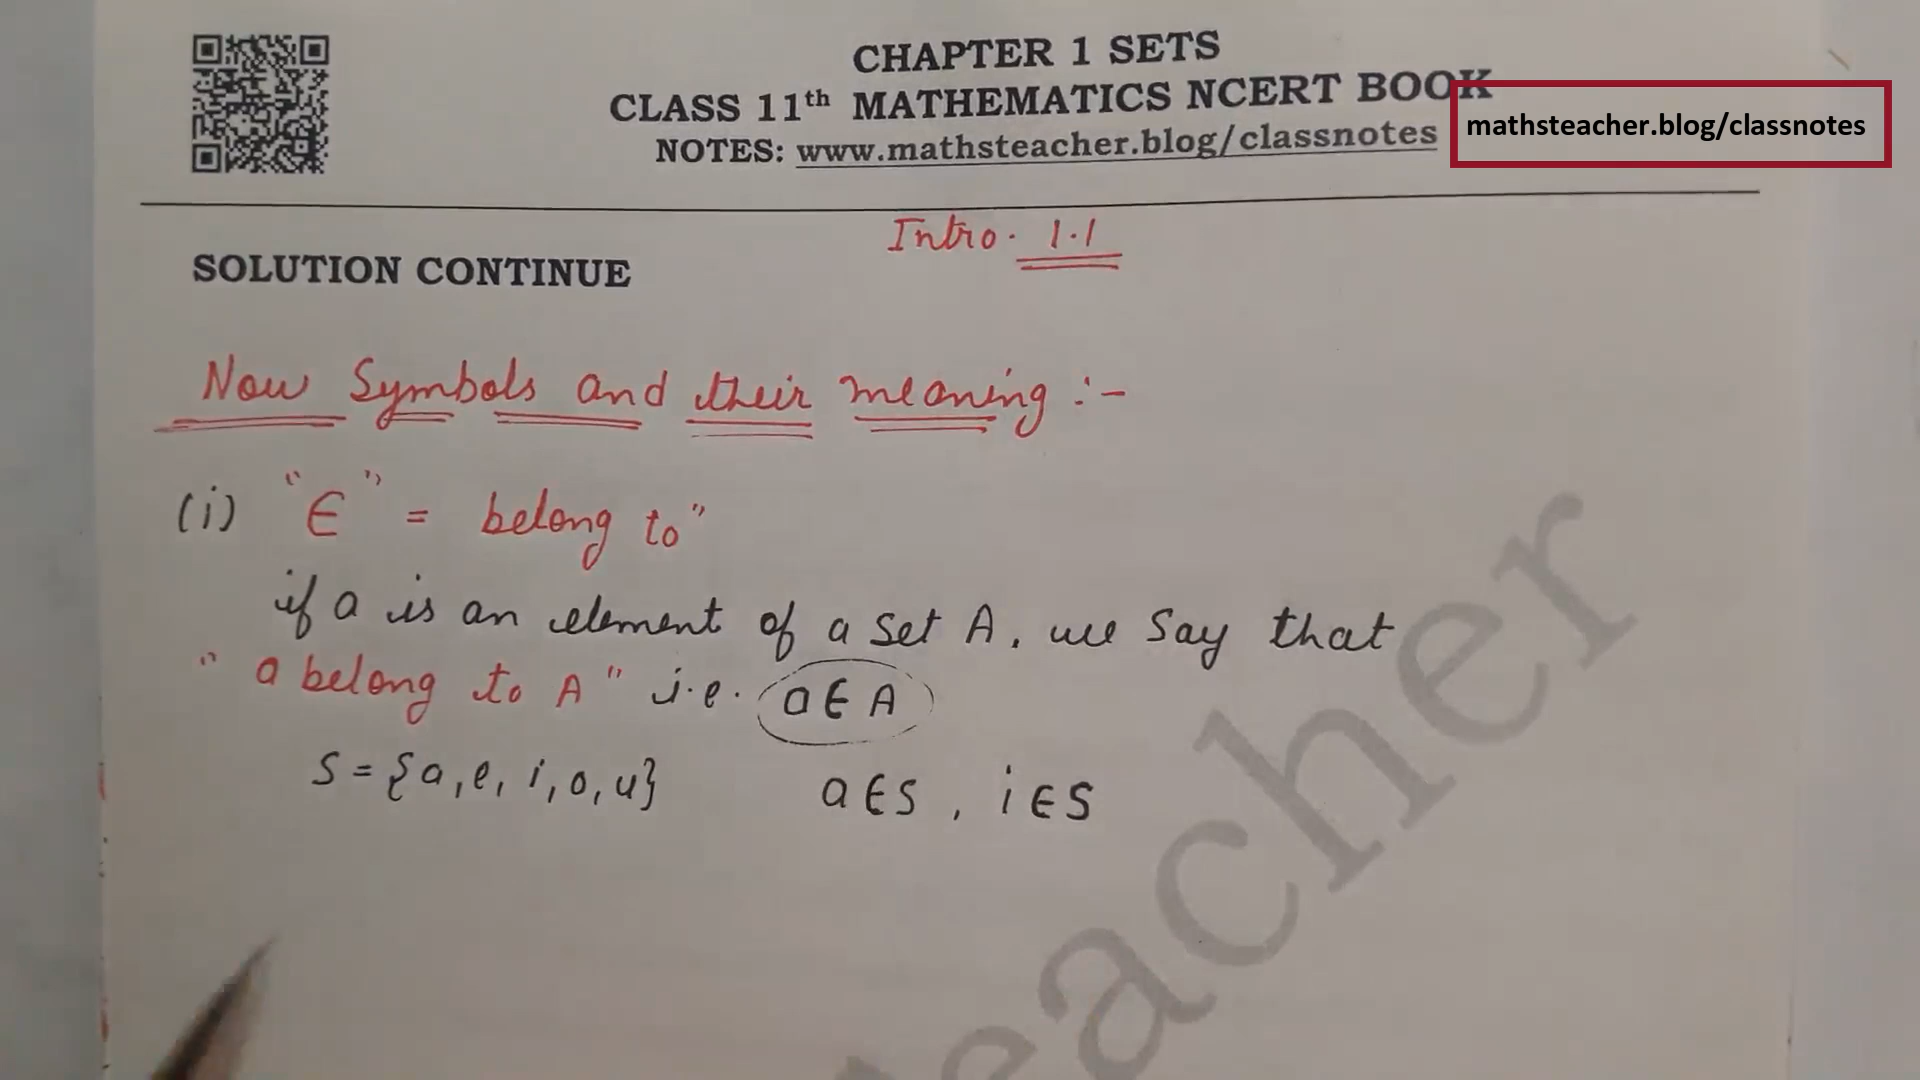 CHAPTER 1 SETS
CLASS 11th MATHEMATICS NCERT BOOK
NOTES: www.mathsteacher.blog/classnotes
mathsteacher.blog/classnotes
Intro. 1.1
SOLUTION CONTINUE
Now Symbols and their meaning :-
(i) "∈" = belong to"
if a is an element of a set A, we say that
"a belong to A" i.e. a∈A
S = {a, e, i, o, u} a∈S, i∈S
eacher